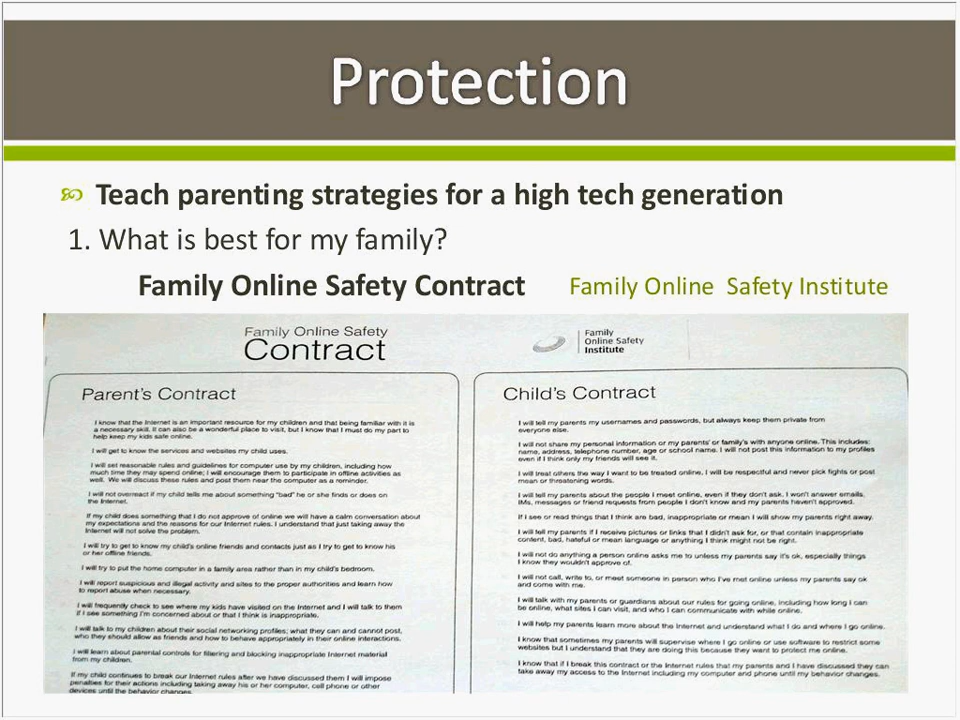 Protection
Teach parenting strategies for a high tech generation
1. What is best for my family?
Family Online Safety Contract Family Online Safety Institute
Family Online Safety
Contract
Family
Online Safety
Institute
Parent's Contract
I know that the Internet is an important resource for my children and that being familiar with it is
a necessary skill. It can also be a wonderful place to visit, but I know that I must do my part to
help keep my kids safe online.
I will get to know the services and websites my child uses.
I will set reasonable rules and guidelines for computer use by my children, including how
much time they may spend online; I will encourage them to participate in offline activities as
well. We will discuss these rules and post them near the computer as a reminder.
I will not overreact if my child tells me about something "bad" he or she finds or does on
the Internet.
If my child does something that I do not approve of online we will have a calm conversation about
my expectations and the reasons for our Internet rules. I understand that just taking away the
Internet will not solve the problem.
I will try to get to know my child's online friends and contacts just as I try to get to know his
or her offline friends.
I will try to put the home computer in a family area rather than in my child's bedroom.
I will report suspicious and illegal activity and sites to the proper authorities and learn how
to report abuse when necessary.
I will frequently check to see where my kids have visited on the Internet and I will talk to them
if I see something I'm concerned about or that I think is inappropriate.
I will talk to my children about their social networking profiles; what they can and cannot post,
who they should allow as friends and how to behave appropriately in their online interactions.
I will learn about parental controls for filtering and blocking inappropriate Internet material
from my children.
If my child continues to break our Internet rules after we have discussed them I will impose
penalties for their actions including taking away his or her computer, cell phone or other
devices until the behavior changes.
Child's Contract
I will tell my parents my usernames and passwords, but always keep them private from
everyone else.
I will not share my personal information or my parents' or family's with anyone online. This includes:
name, address, telephone number, age or school name. I will not post this information to my profiles
even if I think only my friends will see it.
I will treat others the way I want to be treated online. I will be respectful and never pick fights or post
mean or threatening words.
I will tell my parents about the people I meet online, even if they don't ask. I won't answer emails,
IMs, messages or friend requests from people I don't know and my parents haven't approved.
If I see or read things that I think are bad, inappropriate or mean I will show my parents right away.
I will tell my parents if I receive pictures or links that I didn't ask for, or that contain inappropriate
content, bad, hateful or mean language or anything I think might not be right.
I will not do anything a person online asks me to unless my parents say it's ok, especially things
I know they wouldn't approve of.
I will not call, write to, or meet someone in person who I've met online unless my parents say ok
and come with me.
I will talk with my parents or guardians about our rules for going online, including how long I can
be online, what sites I can visit, and who I can communicate with while online.
I will help my parents learn more about the Internet and understand what I do and where I go online.
I know that sometimes my parents will supervise where I go online or use software to restrict some
websites but I understand that they are doing this because they want to protect me online.
I know that if I break this contract or the Internet rules that my parents and I have discussed they can
take away my access to the Internet including my computer and phone until my behavior changes.